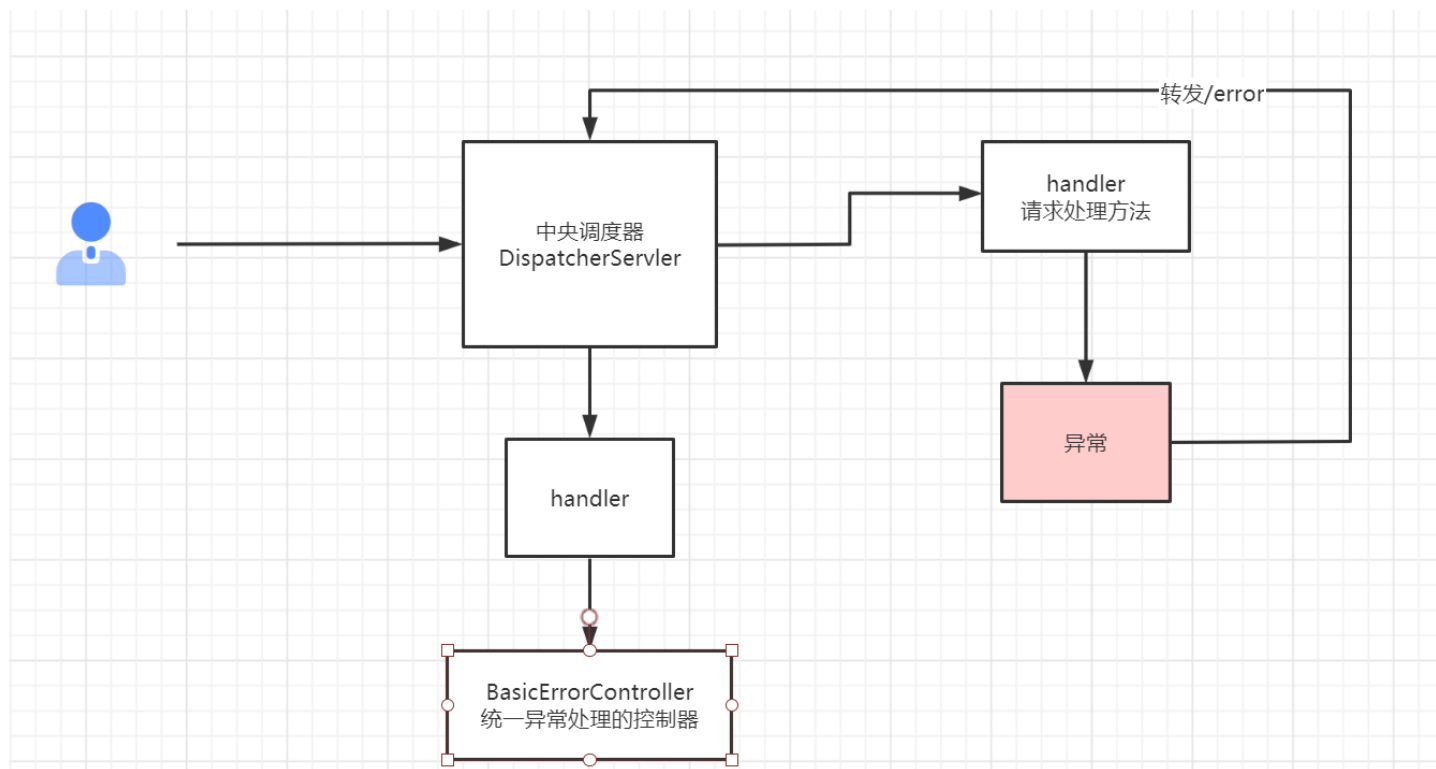 转发/error
handler
请求处理方法
中央调度器
DispatcherServler
异常
handler
BasicErrorController
统一异常处理的控制器